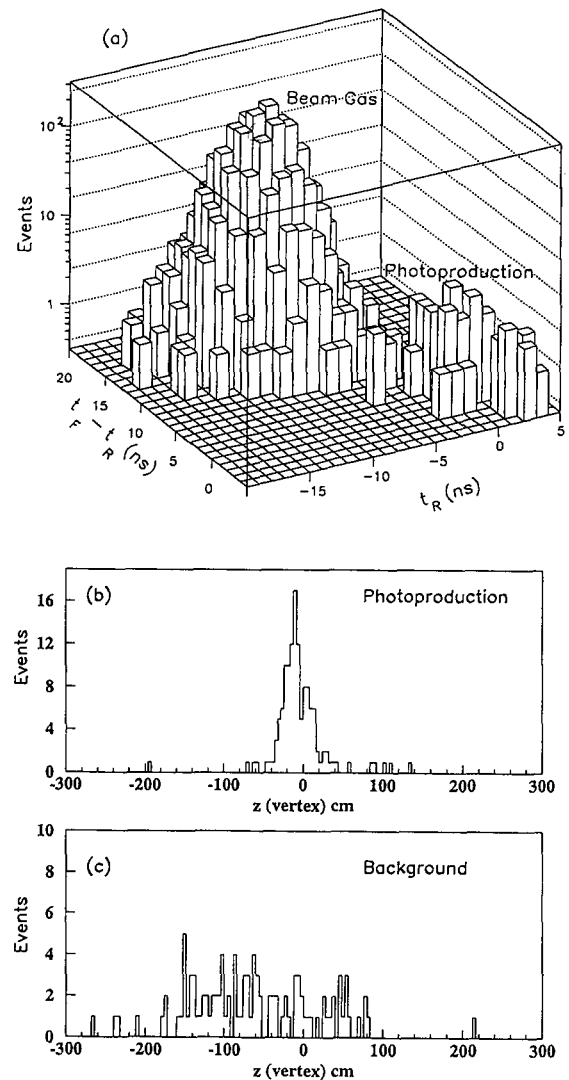 (a)
Beam Gas
Photoproduction
Events
10²
10
1
20
15
10
5
0
t_F − t_R (ns)
−15
−10
−5
0
5
t_R (ns)
(b)
Photoproduction
Events
16
12
8
4
0
-300 -200 -100 0 100 200 300
z (vertex) cm
(c)
Background
Events
10
8
6
4
2
0
-300 -200 -100 0 100 200 300
z (vertex) cm